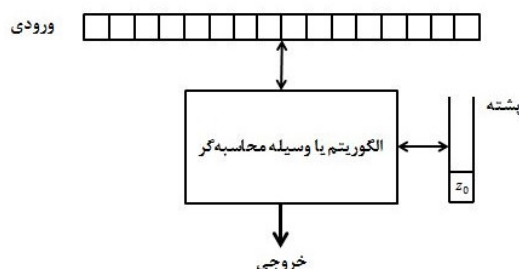 ورودی
پشته
الگوریتم یا وسیله محاسبه‌گر
z₀
خروجی